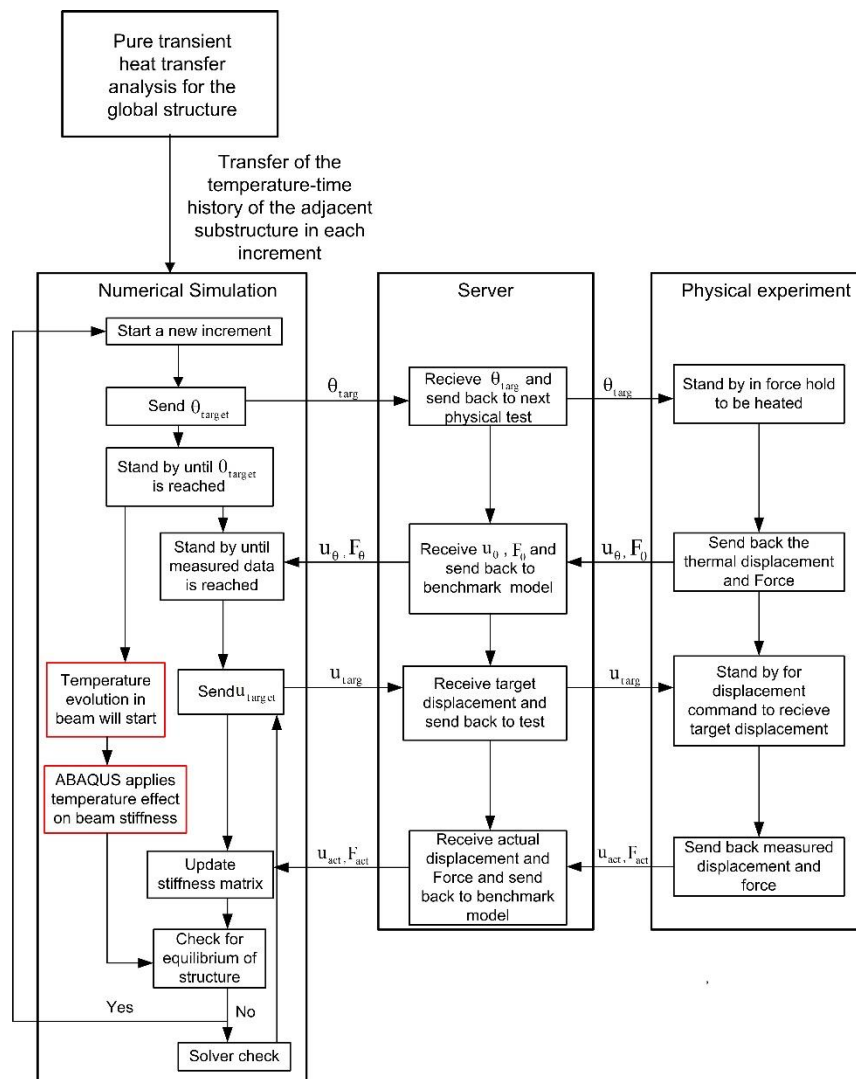 Pure transient
heat transfer
analysis for the
global structure
Transfer of the
temperature-time
history of the adjacent
substructure in each
increment
Numerical Simulation
Start a new increment
Send θtarget
Stand by until θtarget
is reached
Stand by until
measured data
is reached
Temperature
evolution in
beam will start
Send utarget
ABAQUS applies
temperature effect
on beam stiffness
Update
stiffness matrix
Check for
equilibrium of
structure
Yes
No
Solver check
θtarg
uθ, Fθ
utarg
uact, Fact
Server
Recieve θtarg and
send back to next
physical test
Receive u0, F0 and
send back to
benchmark model
Receive target
displacement and
send back to test
Receive actual
displacement and
Force and send
back to benchmark
model
θtarg
uθ, F0
utarg
uact, Fact
Physical experiment
Stand by in force hold
to be heated
Send back the
thermal displacement
and Force
Stand by for
displacement
command to recieve
target displacement
Send back measured
displacement and
force